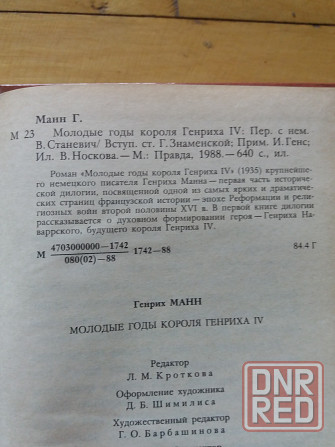 Манн Г.
М 23 Молодые годы короля Генриха IV: Пер. с нем.
В. Станевич/ Вступ. ст. Г. Знаменской; Прим. И. Генс;
Ил. В. Носкова.— М.: Правда, 1988.—640 с., ил.
Роман «Молодые годы короля Генриха IV» (1935) крупнейше-
го немецкого писателя Генриха Манна—первая часть историче-
ской дилогии, посвященной одной из самых ярких и драматиче-
ских страниц французской истории—эпохе Реформации и рели-
гиозных войн второй половины XVI в. В первой книге дилогии
рассказывается о духовном формировании героя—Генриха На-
варрского, будущего короля Генриха IV.
М 4703000000—1742 1742—88 84.4 Г
080(02)—88
Генрих МАНН
МОЛОДЫЕ ГОДЫ КОРОЛЯ ГЕНРИХА IV
Редактор
Л. М. Кроткова
Оформление художника
Д. Б. Шимилиса
Художественный редактор
Г. О. Барбашинова
DNR
RED